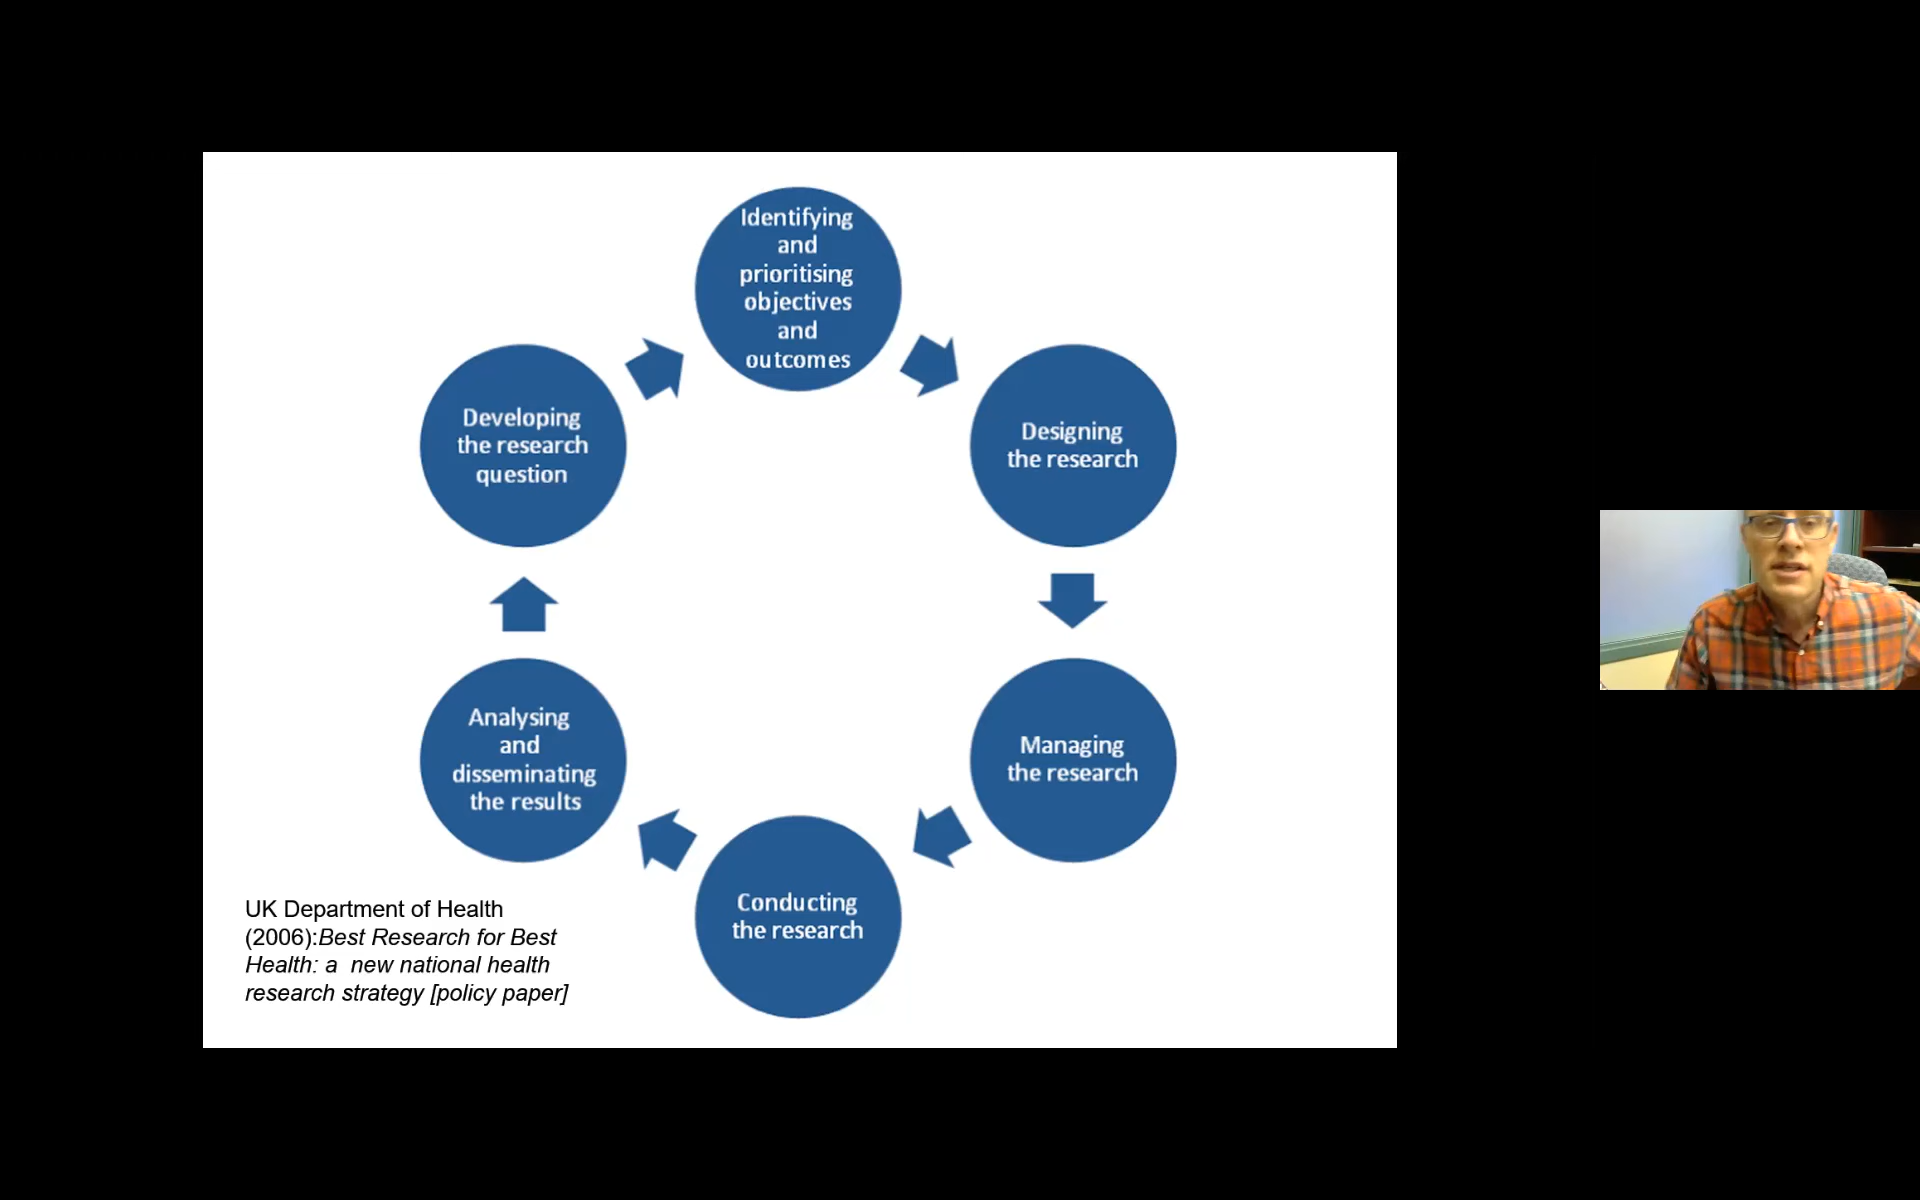 Identifying
and
prioritising
objectives
and
outcomes
Designing
the research
Managing
the research
Conducting
the research
Analysing
and
disseminating
the results
Developing
the research
question
UK Department of Health
(2006):Best Research for Best
Health: a  new national health
research strategy [policy paper]